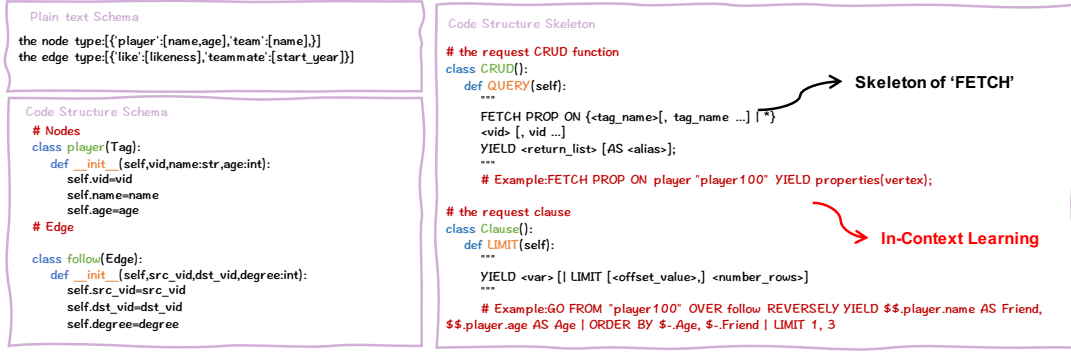 Plain text Schema
the node type:[{'player':[name,age],'team':[name],}]
the edge type:[{'like':[likeness],'teammate':[start_year]}]
Code Structure Schema
# Nodes
class player(Tag):
def __init__(self,vid,name:str,age:int):
self.vid=vid
self.name=name
self.age=age
# Edge
class follow(Edge):
def __init__(self,src_vid,dst_vid,degree:int):
self.src_vid=src_vid
self.dst_vid=dst_vid
self.degree=degree
Code Structure Skeleton
# the request CRUD function
class CRUD():
def QUERY(self):
"""
FETCH PROP ON {<tag_name>[, tag_name ...] | *}
<vid> [, vid ...]
YIELD <return_list> [AS <alias>];
"""
# Example:FETCH PROP ON player "player100" YIELD properties(vertex);
# the request clause
class Clause():
def LIMIT(self):
"""
YIELD <var> [| LIMIT [<offset_value>,] <number_rows>]
"""
# Example:GO FROM "player100" OVER follow REVERSELY YIELD $$.player.name AS Friend,
$$.player.age AS Age | ORDER BY $-.Age, $-.Friend | LIMIT 1, 3
Skeleton of 'FETCH'
In-Context Learning